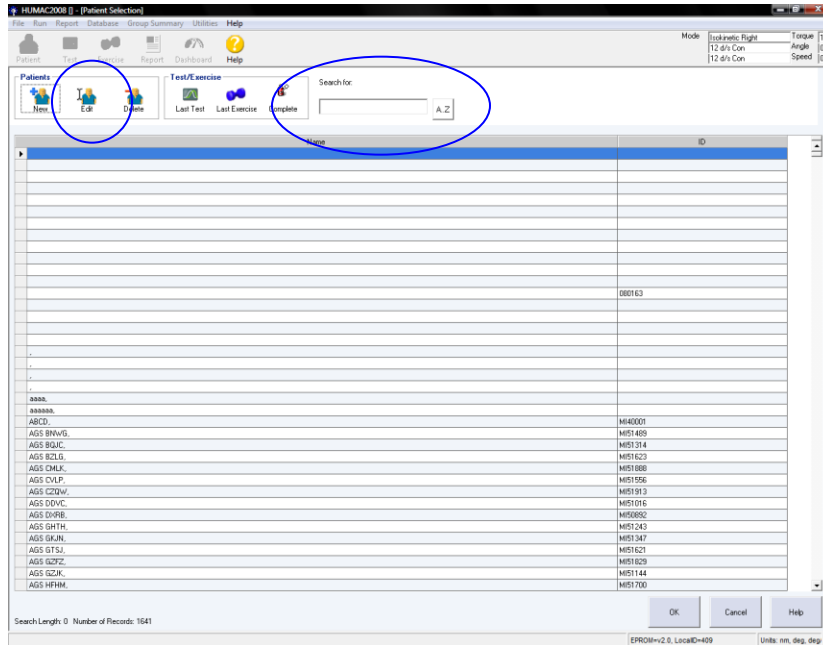 HUMAC2008 [] - [Patient Selection]
File Run Report Database Group Summary Utilities Help
Patient Test Exercise Report Dashboard Help
Mode Isokinetic Right Torque
12 d/s Con Angle
12 d/s Con Speed
Patients Test/Exercise Search for:
New Edit Delete Last Test Last Exercise Complete A.Z
Name ID
080163
,
,
,
,
aaaa,
aaaaaa,
ABCD, MI40001
AGS BNWG, MI51489
AGS BQJC, MI51314
AGS BZLG, MI51623
AGS CMLK, MI51888
AGS CVLP, MI51556
AGS CZQW, MI51913
AGS DDVC, MI51016
AGS DXRB, MI50892
AGS GHTH, MI51243
AGS GKJN, MI51347
AGS GTSJ, MI51621
AGS GZFZ, MI51029
AGS GZJK, MI51144
AGS HFHM, MI51700
OK Cancel Help
Search Length: 0 Number of Records: 1641
EPROM=v2.0, LocalID=409 Units: nm, deg, deg